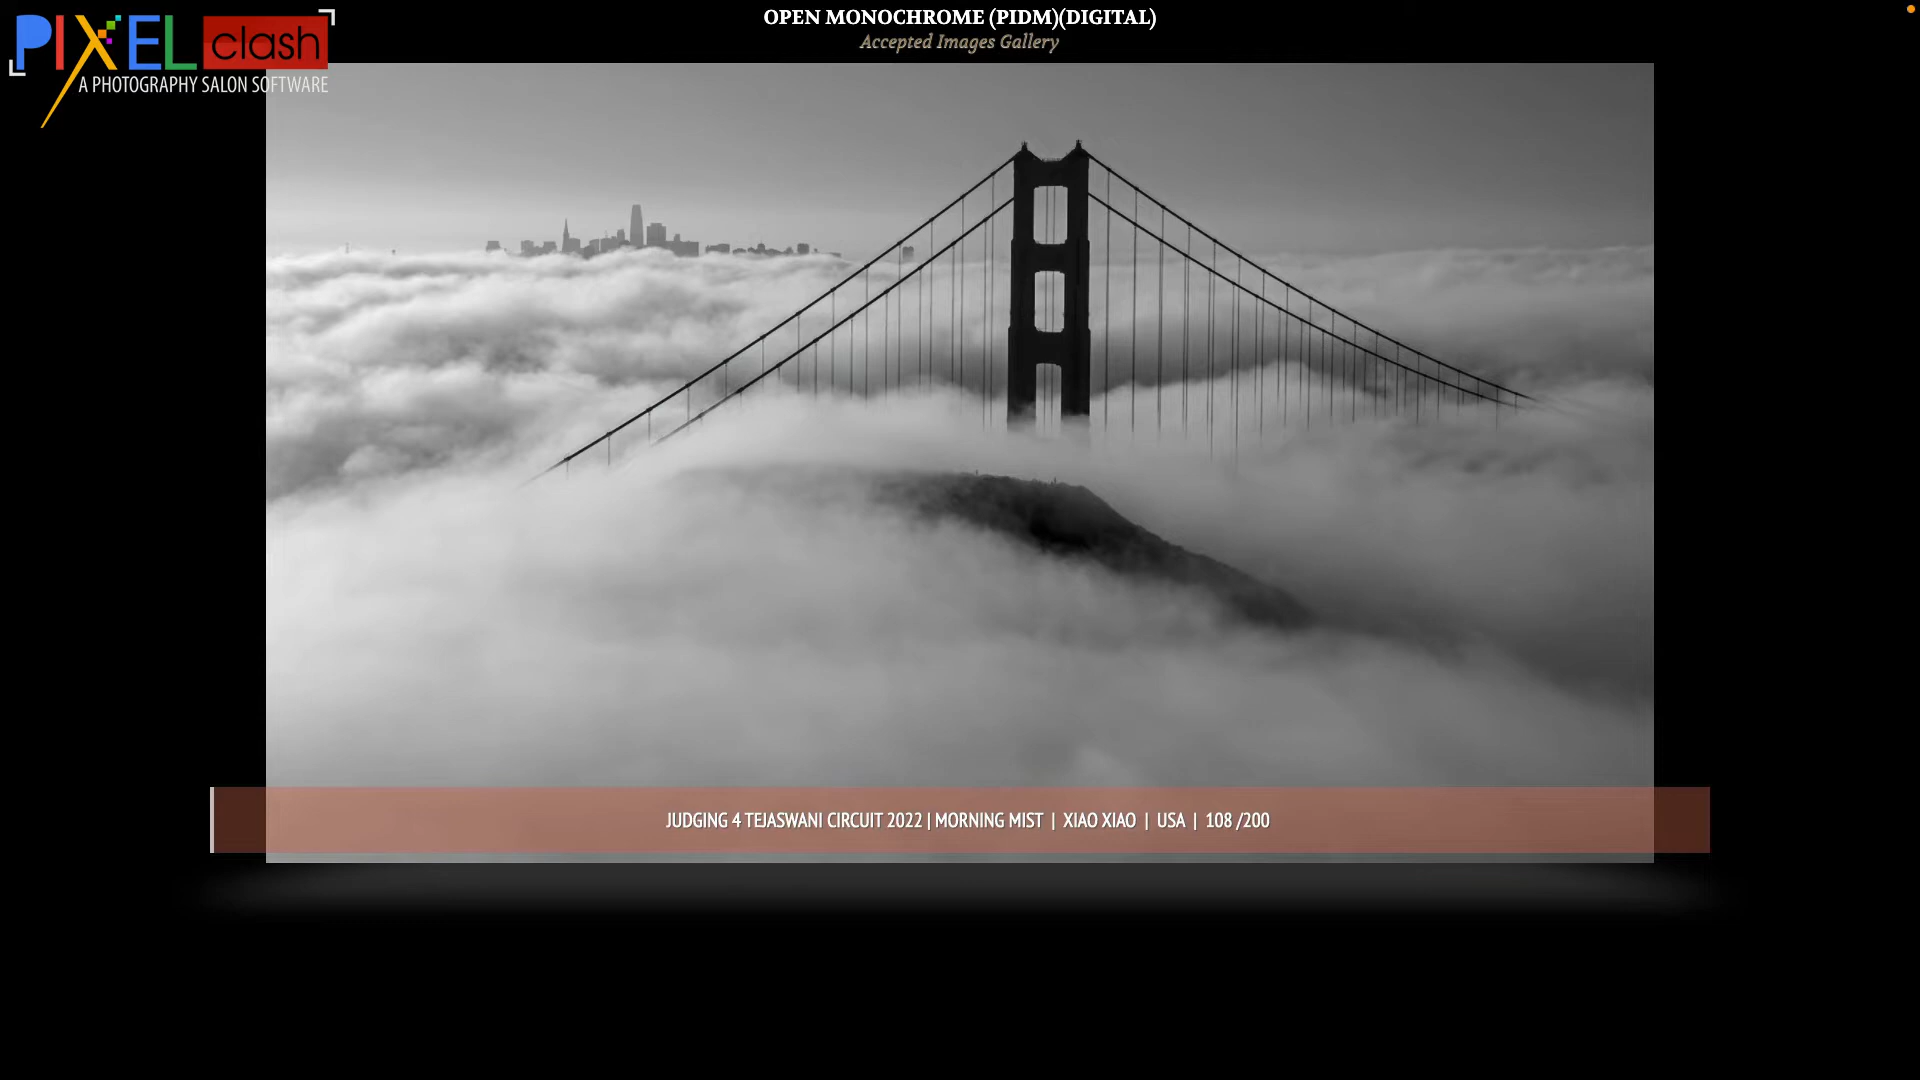 PIXEL clash
A PHOTOGRAPHY SALON SOFTWARE
OPEN MONOCHROME (PIDM)(DIGITAL)
Accepted Images Gallery
JUDGING 4 TEJASWANI CIRCUIT 2022 | MORNING MIST | XIAO XIAO | USA | 108 /200